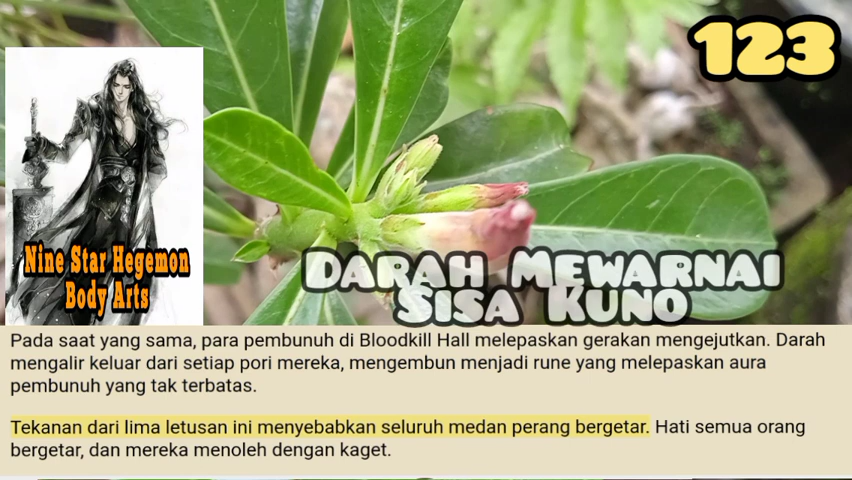 123
Nine Star Hegemon
Body Arts
Darah Mewarnai
Sisa Kuno
Pada saat yang sama, para pembunuh di Bloodkill Hall melepaskan gerakan mengejutkan. Darah
mengalir keluar dari setiap pori mereka, mengembun menjadi rune yang melepaskan aura
pembunuh yang tak terbatas.
Tekanan dari lima letusan ini menyebabkan seluruh medan perang bergetar. Hati semua orang
bergetar, dan mereka menoleh dengan kaget.